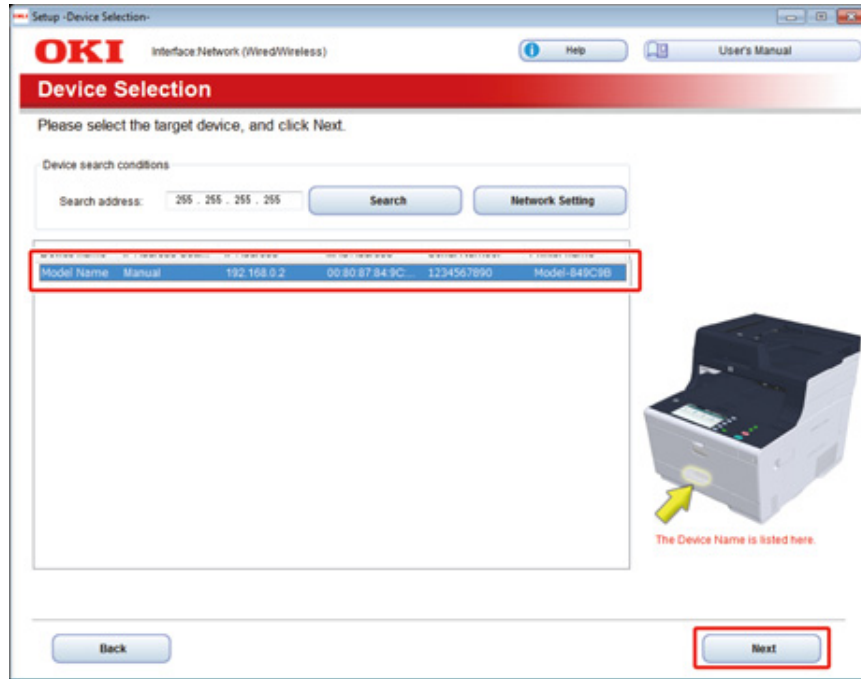 Setup -Device Selection-
OKI Interface:Network (Wired/Wireless) Help User's Manual
Device Selection
Please select the target device, and click Next.
Device search conditions
Search address: 255 . 255 . 255 . 255 Search Network Setting
Model Name Manual 192.168.0.2 00:80:87:84:9C:... 1234567890 Model-849C9B
The Device Name is listed here.
Back Next